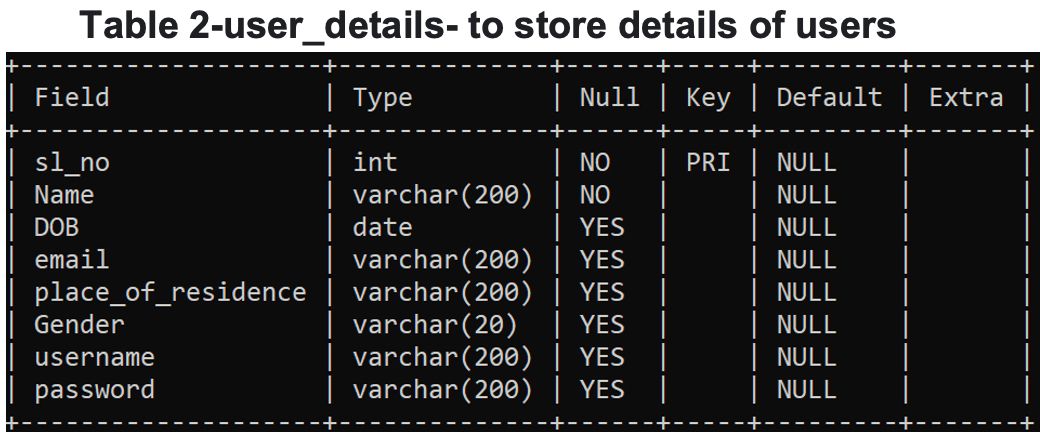 Table 2-user_details- to store details of users
+--------------------+--------------+------+-----+---------+-------+
| Field              | Type         | Null | Key | Default | Extra |
+--------------------+--------------+------+-----+---------+-------+
| sl_no              | int          | NO   | PRI | NULL    |       |
| Name               | varchar(200) | NO   |     | NULL    |       |
| DOB                | date         | YES  |     | NULL    |       |
| email              | varchar(200) | YES  |     | NULL    |       |
| place_of_residence | varchar(200) | YES  |     | NULL    |       |
| Gender             | varchar(20)  | YES  |     | NULL    |       |
| username           | varchar(200) | YES  |     | NULL    |       |
| password           | varchar(200) | YES  |     | NULL    |       |
+--------------------+--------------+------+-----+---------+-------+